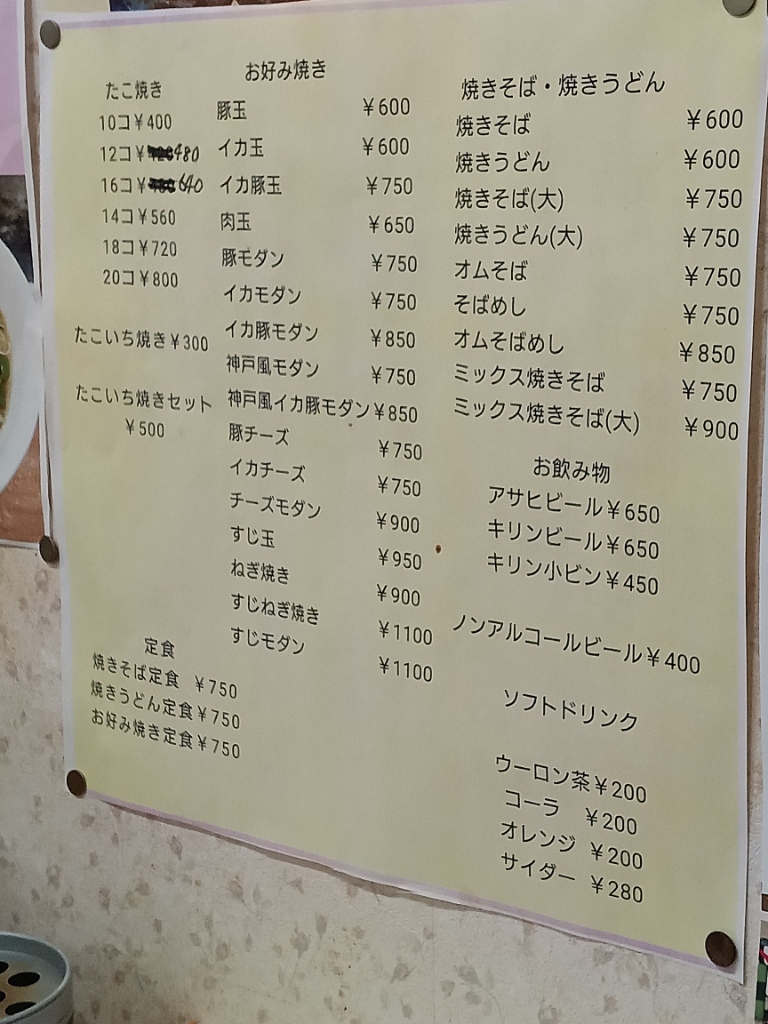 たこ焼き
10コ¥400
12コ¥480
16コ¥640
14コ¥560
18コ¥720
20コ¥800
たこいち焼き¥300
たこいち焼きセット
¥500
定食
焼きそば定食 ¥750
焼きうどん定食¥750
お好み焼き定食¥750
お好み焼き
豚玉 ¥600
イカ玉 ¥600
イカ豚玉 ¥750
肉玉 ¥650
豚モダン ¥750
イカモダン ¥750
イカ豚モダン ¥850
神戸風モダン ¥750
神戸風イカ豚モダン¥850
豚チーズ ¥750
イカチーズ ¥750
チーズモダン ¥900
すじ玉 ¥950
ねぎ焼き ¥900
すじねぎ焼き ¥1100
すじモダン ¥1100
焼きそば・焼きうどん
焼きそば ¥600
焼きうどん ¥600
焼きそば(大) ¥750
焼きうどん(大) ¥750
オムそば ¥750
そばめし ¥750
オムそばめし ¥850
ミックス焼きそば ¥750
ミックス焼きそば(大) ¥900
お飲み物
アサヒビール¥650
キリンビール¥650
キリン小ビン¥450
ノンアルコールビール¥400
ソフトドリンク
ウーロン茶¥200
コーラ ¥200
オレンジ ¥200
サイダー ¥280